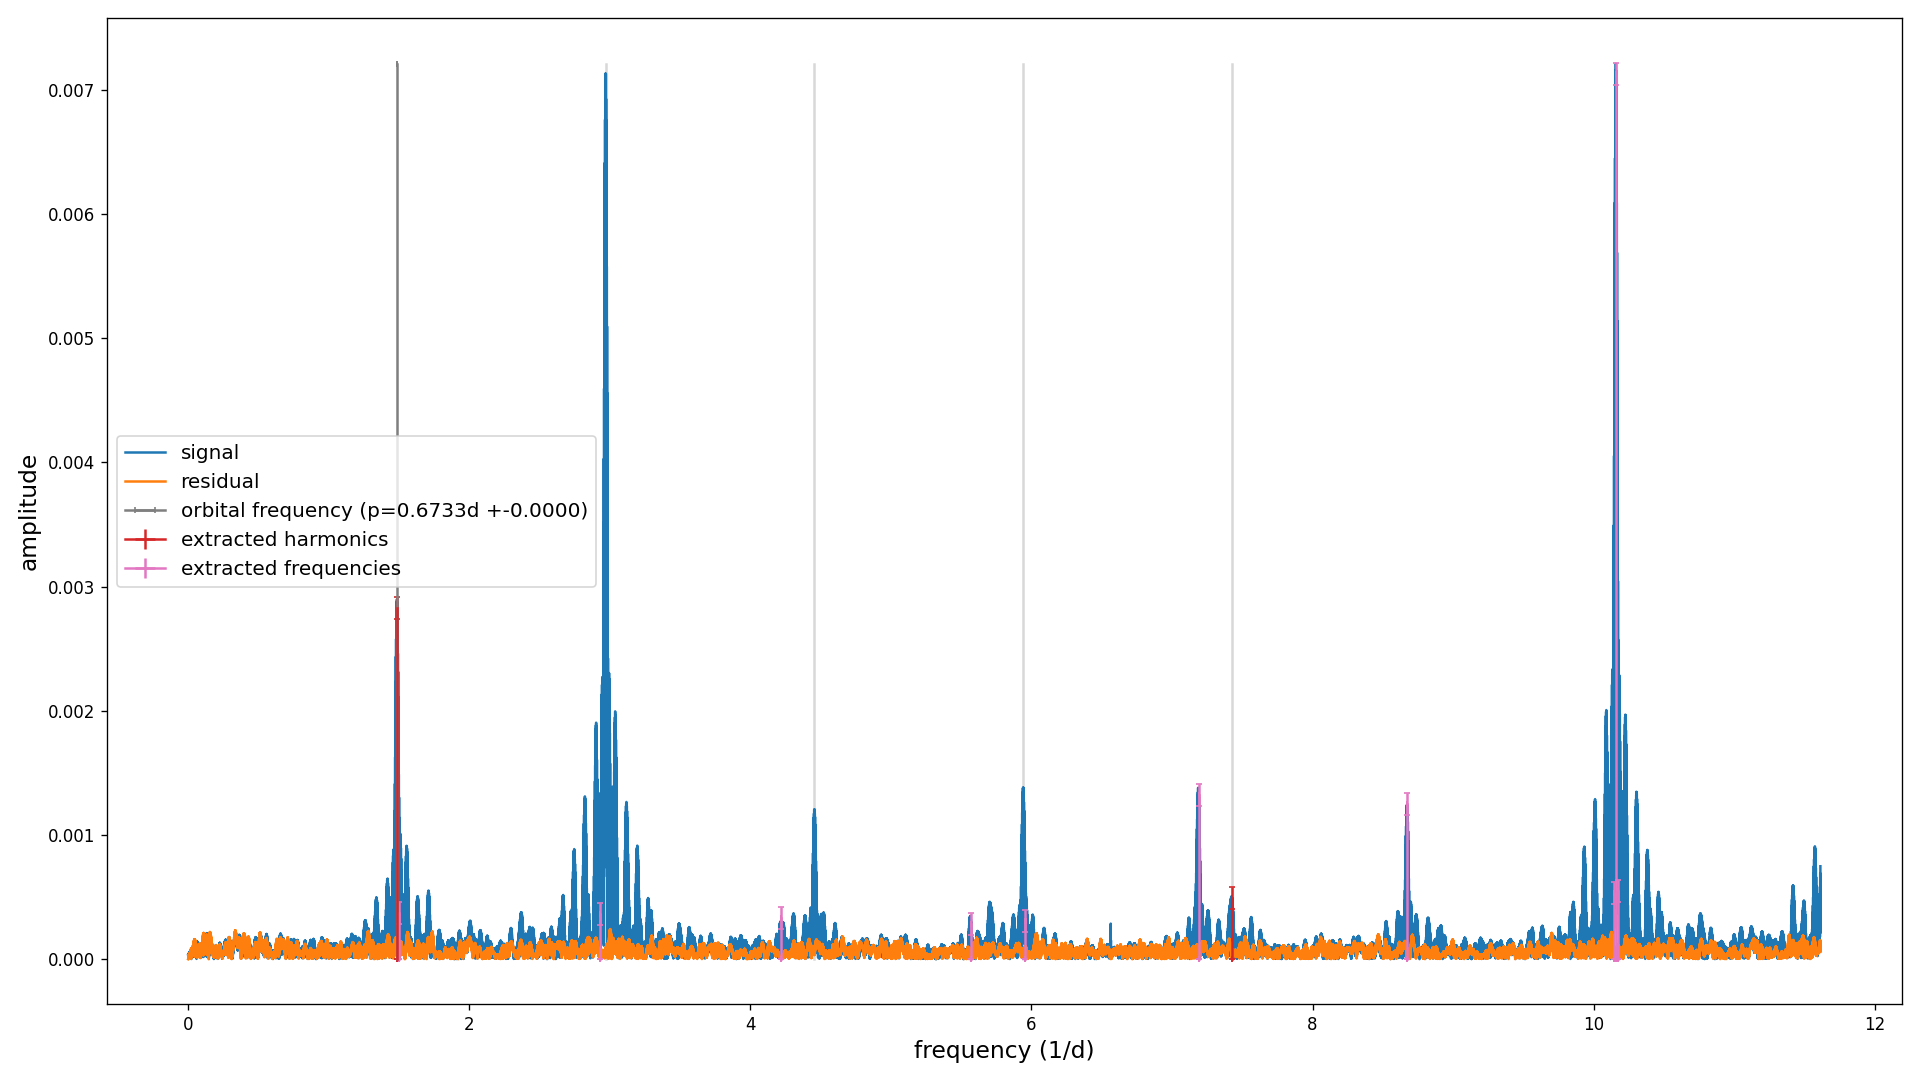 0.007
0.006
0.005
0.004
0.003
0.002
0.001
0.000
amplitude
signal
residual
orbital frequency (p=0.6733d +-0.0000)
extracted harmonics
extracted frequencies
0 2 4 6 8 10 12
frequency (1/d)